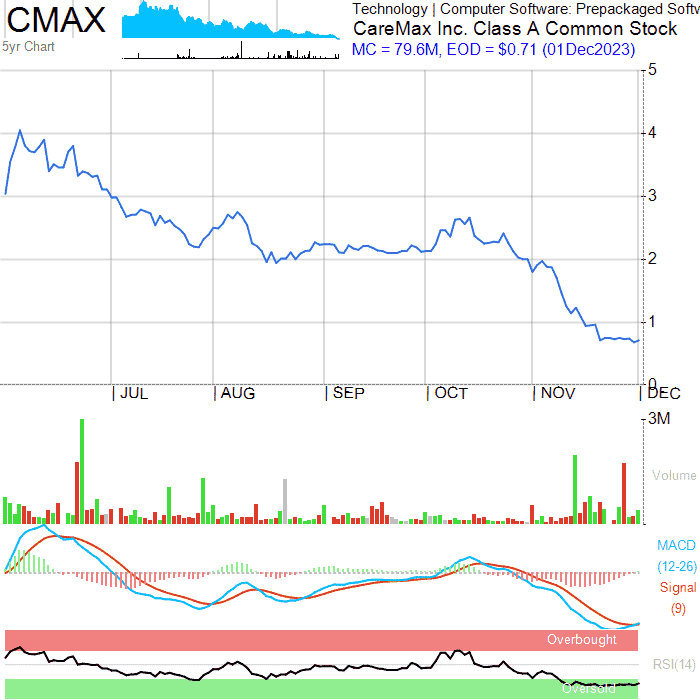 CMAX
5yr Chart
Technology | Computer Software: Prepackaged Softw
CareMax Inc. Class A Common Stock
MC = 79.6M, EOD = $0.71 (01Dec2023)
5
4
3
2
1
0
JUL
AUG
SEP
OCT
NOV
DEC
3M
Volume
MACD
(12-26)
Signal
(9)
Overbought
RSI(14)
Oversold